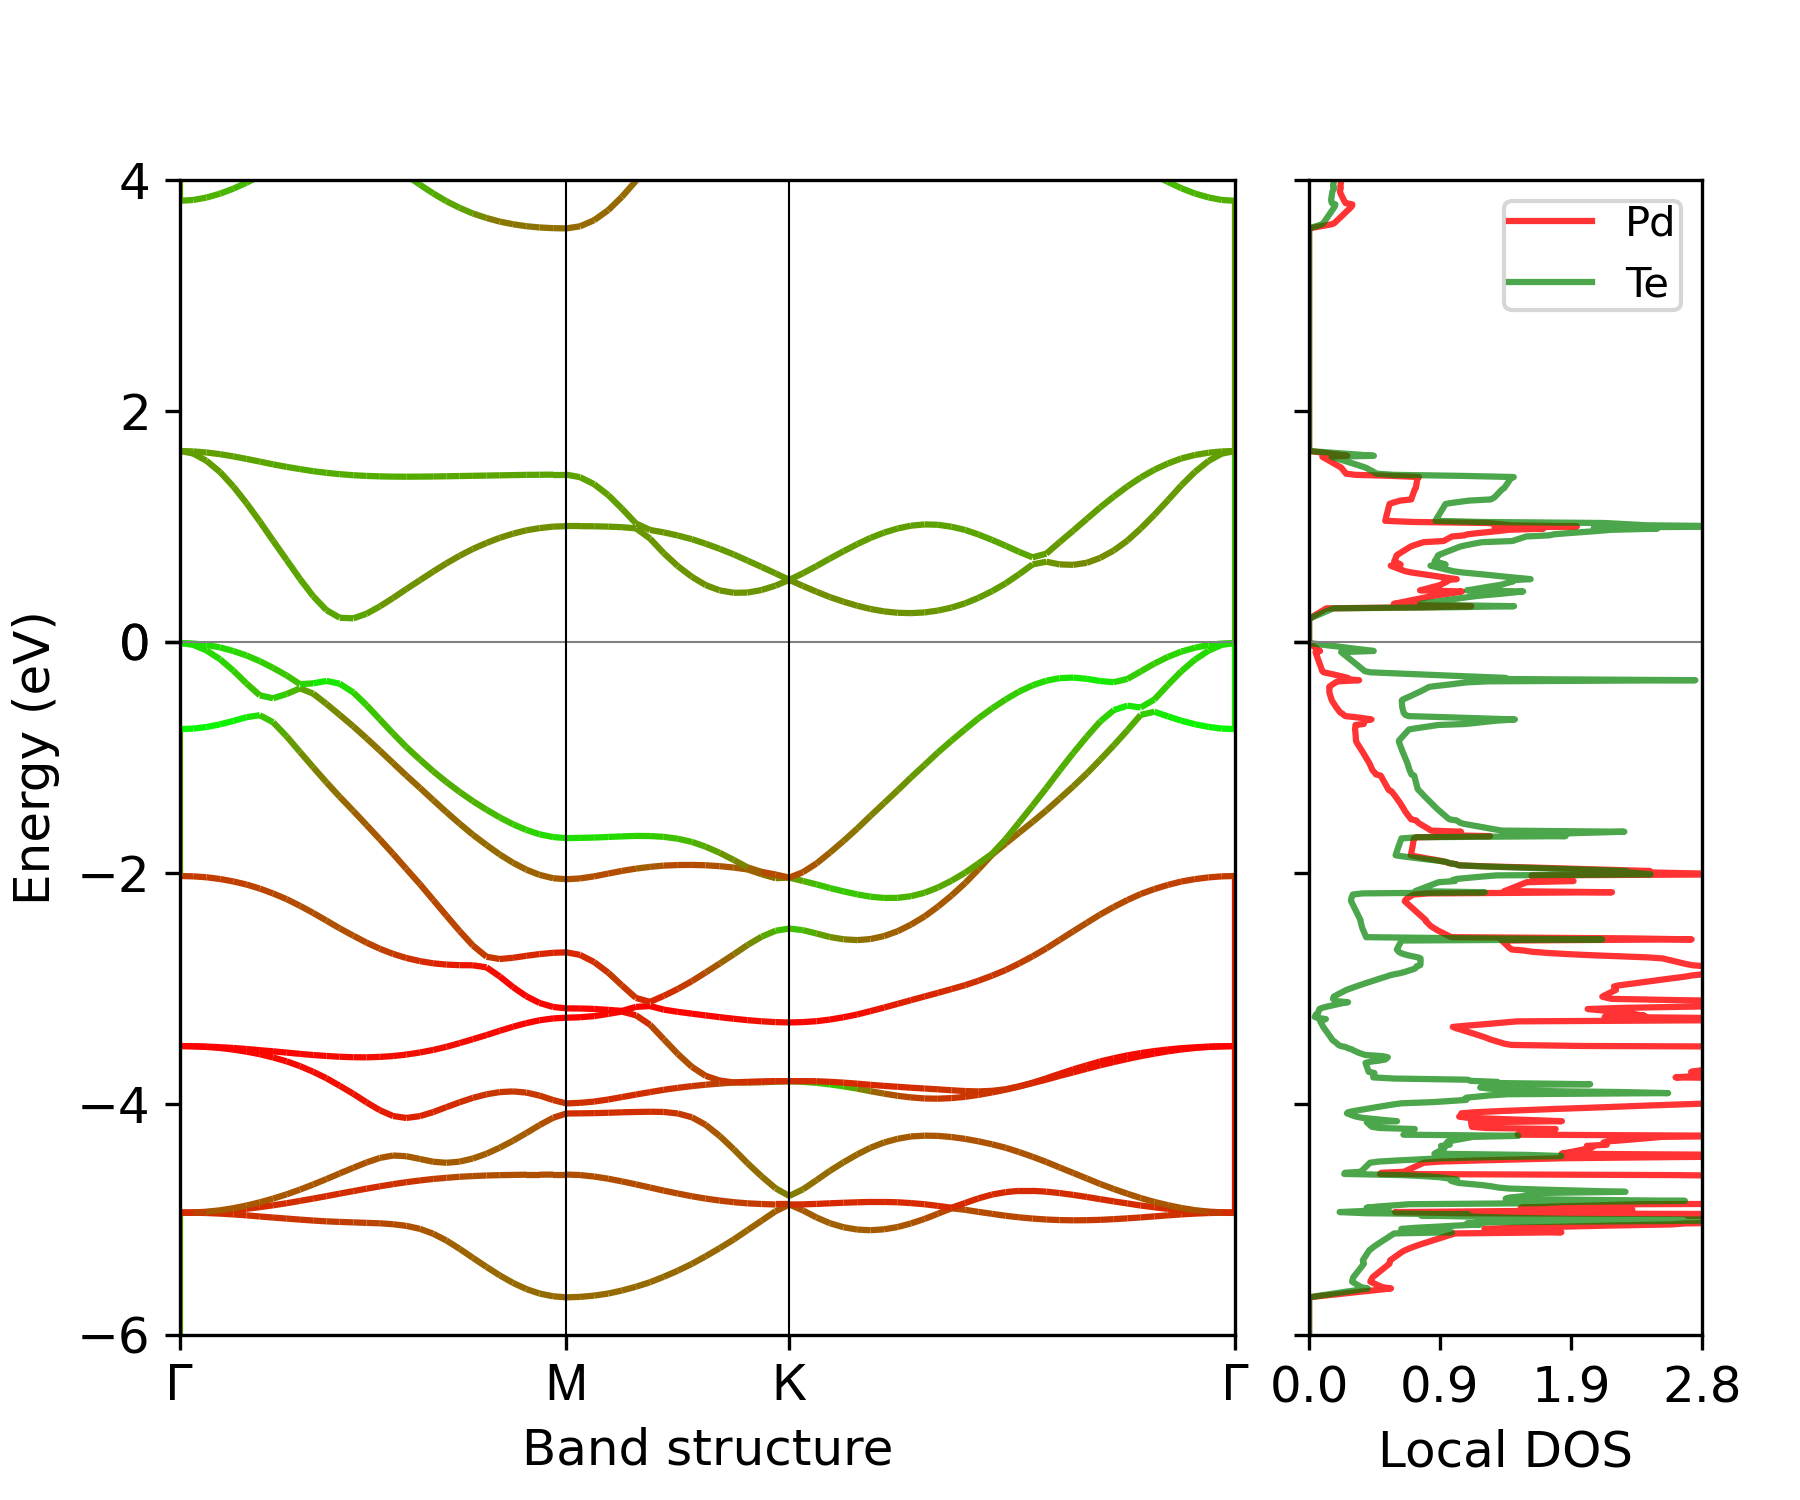 Energy (eV)
4
2
0
−2
−4
−6
Γ
M
K
Γ
Band structure
Pd
Te
0.0
0.9
1.9
2.8
Local DOS